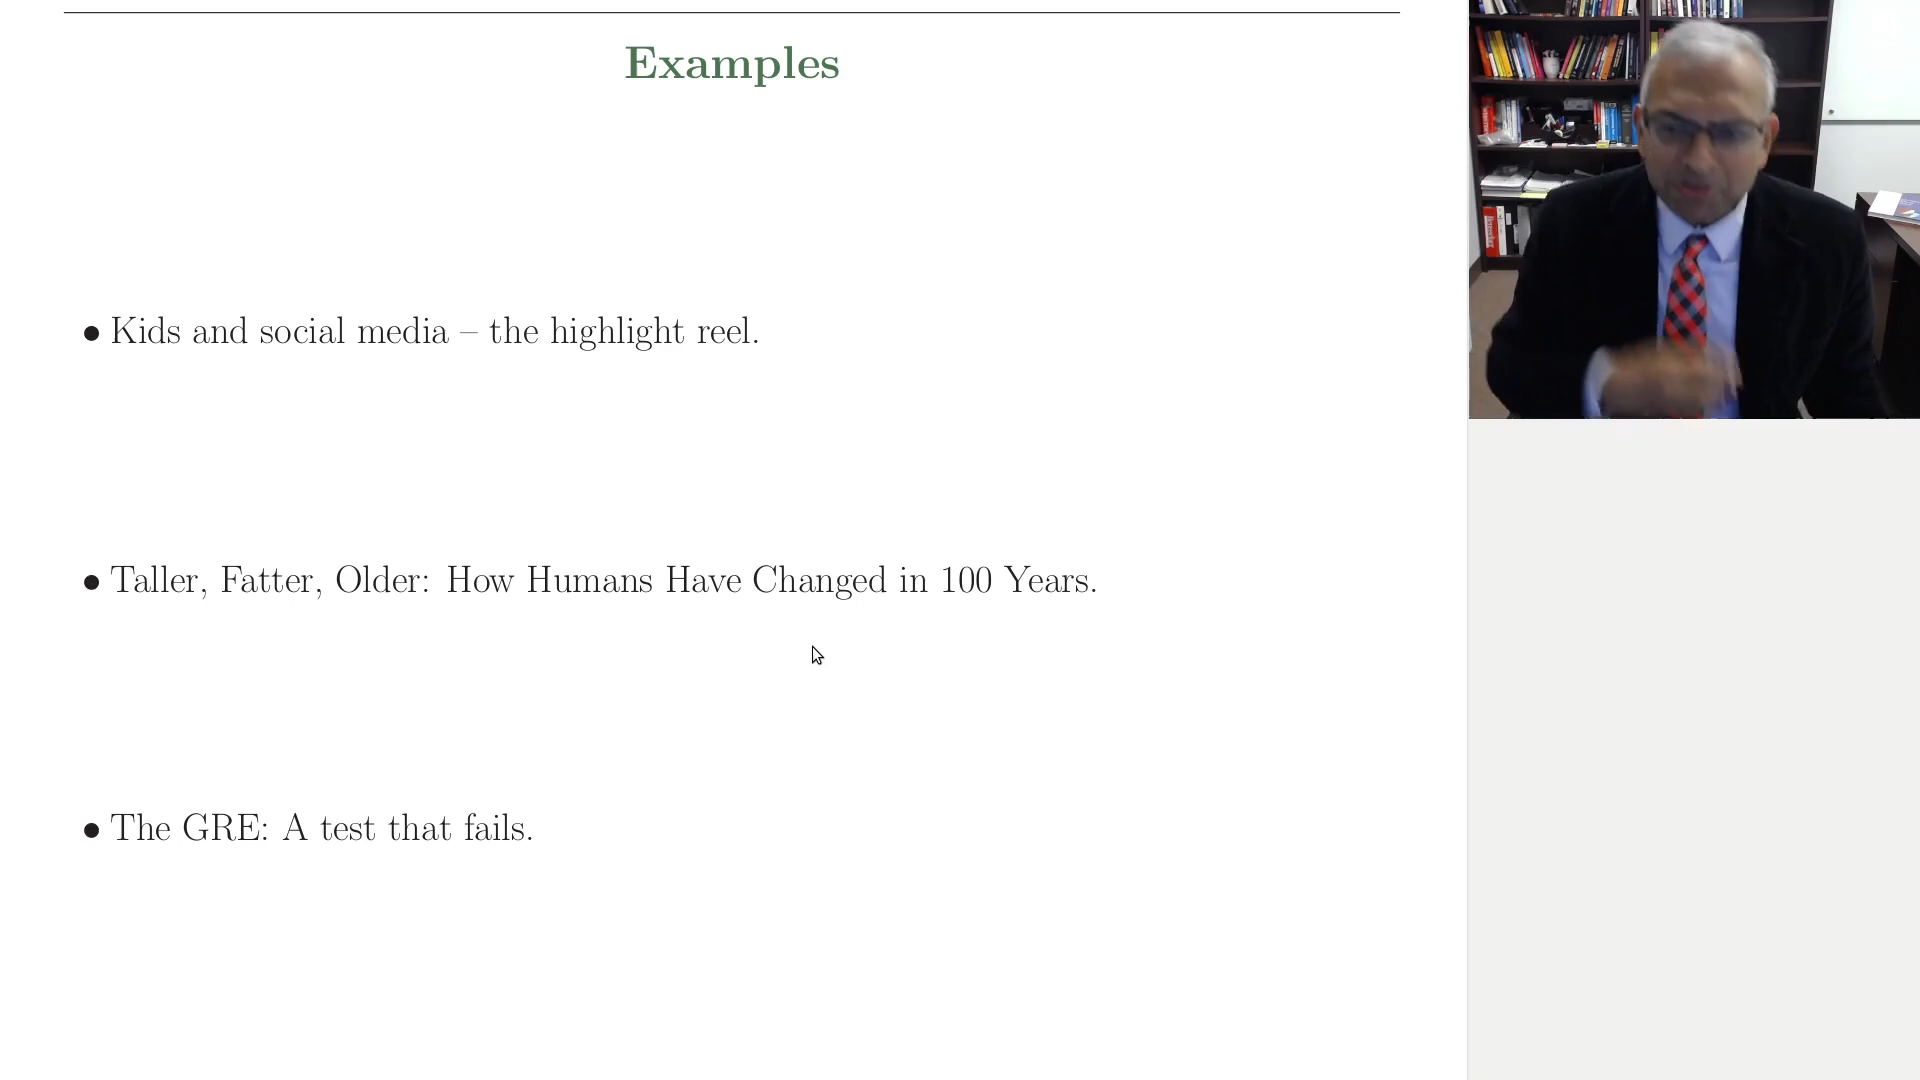 Examples
• Kids and social media – the highlight reel.
• Taller, Fatter, Older: How Humans Have Changed in 100 Years.
• The GRE: A test that fails.